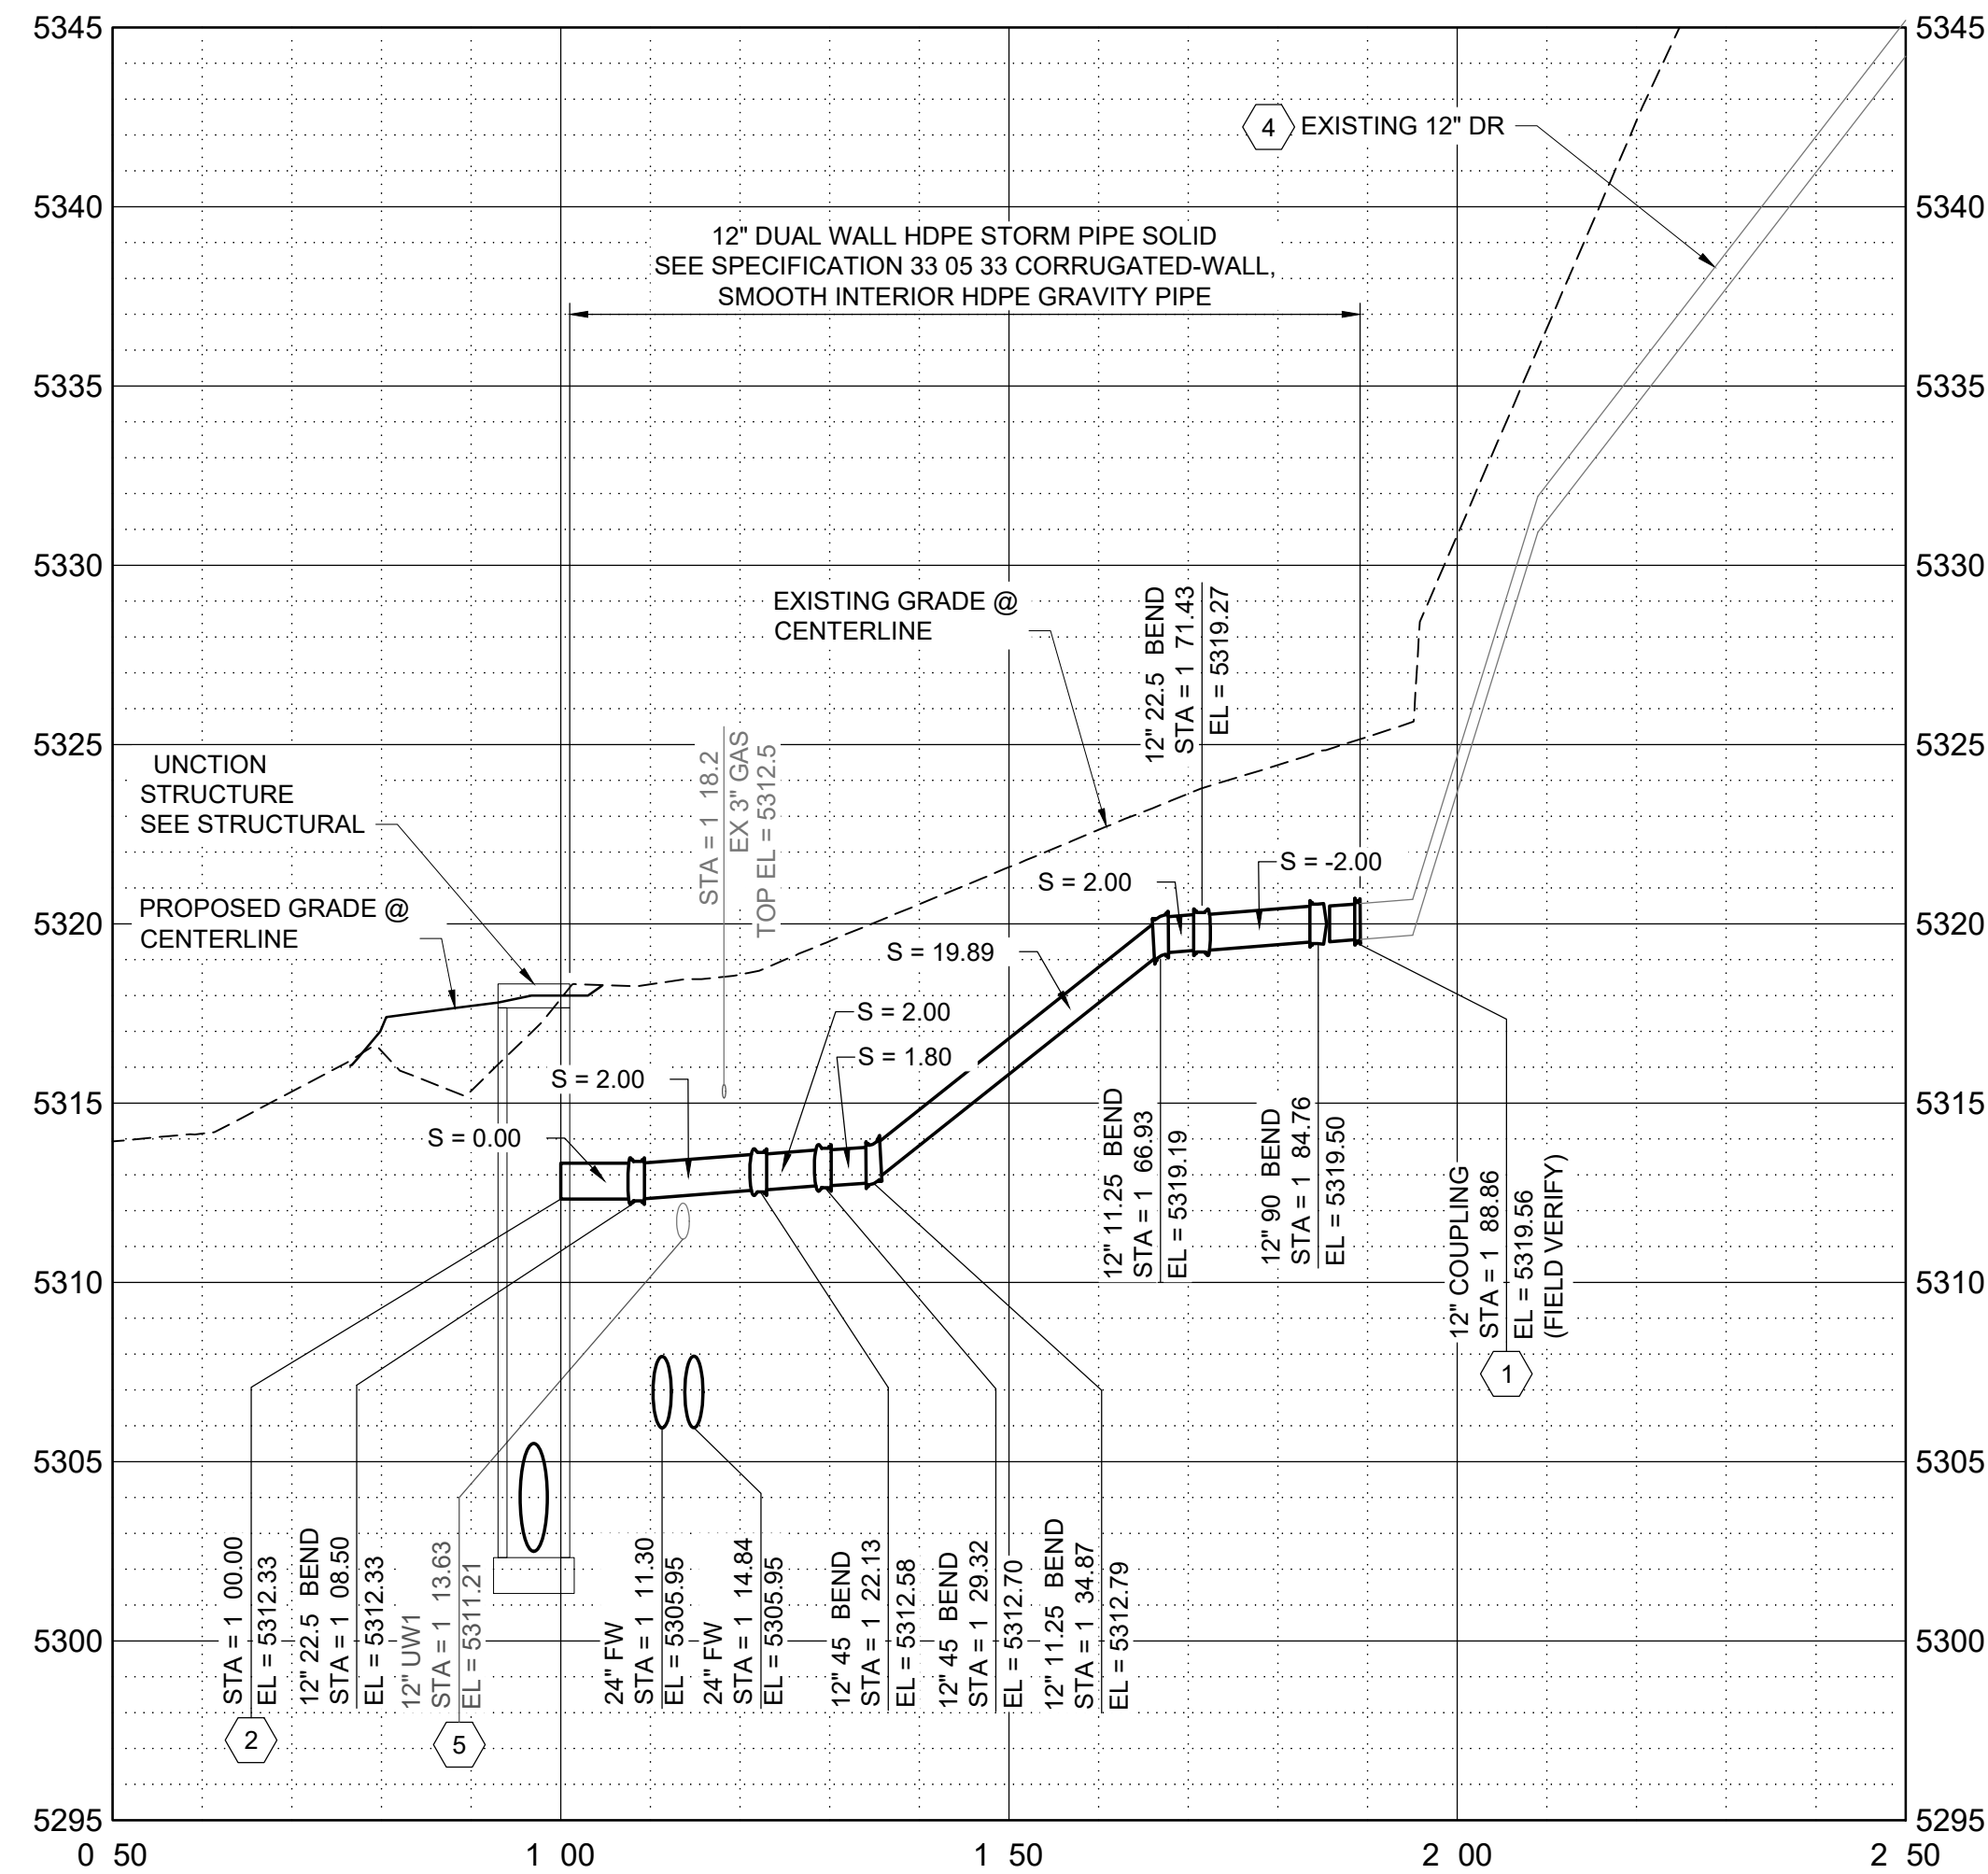 5345
5345
4 EXISTING 12" DR
5340
5340
12" DUAL WALL HDPE STORM PIPE SOLID
SEE SPECIFICATION 33 05 33 CORRUGATED-WALL,
SMOOTH INTERIOR HDPE GRAVITY PIPE
5335
5335
5330
5330
EXISTING GRADE @
CENTERLINE
12" 22.5 BEND
STA = 1 71.43
EL = 5319.27
5325
5325
UNCTION
STRUCTURE
SEE STRUCTURAL
STA = 1 18.2
EX 3" GAS
TOP EL = 5312.5
S = -2.00
S = 2.00
PROPOSED GRADE @
CENTERLINE
5320
5320
S = 19.89
S = 2.00
S = 1.80
S = 2.00
S = 0.00
5315
5315
12" 11.25 BEND
STA = 1 66.93
EL = 5319.19
12" 90 BEND
STA = 1 84.76
EL = 5319.50
12" COUPLING
STA = 1 88.86
EL = 5319.56
(FIELD VERIFY)
1
5310
5310
5305
5305
STA = 1 00.00
EL = 5312.33
2
12" 22.5 BEND
STA = 1 08.50
EL = 5312.33
12" UW1
STA = 1 13.63
EL = 5311.21
5
24" FW
STA = 1 11.30
EL = 5305.95
24" FW
STA = 1 14.84
EL = 5305.95
12" 45 BEND
STA = 1 22.13
EL = 5312.58
12" 45 BEND
STA = 1 29.32
EL = 5312.70
12" 11.25 BEND
STA = 1 34.87
EL = 5312.79
5300
5300
5295
5295
0 50
1 00
1 50
2 00
2 50